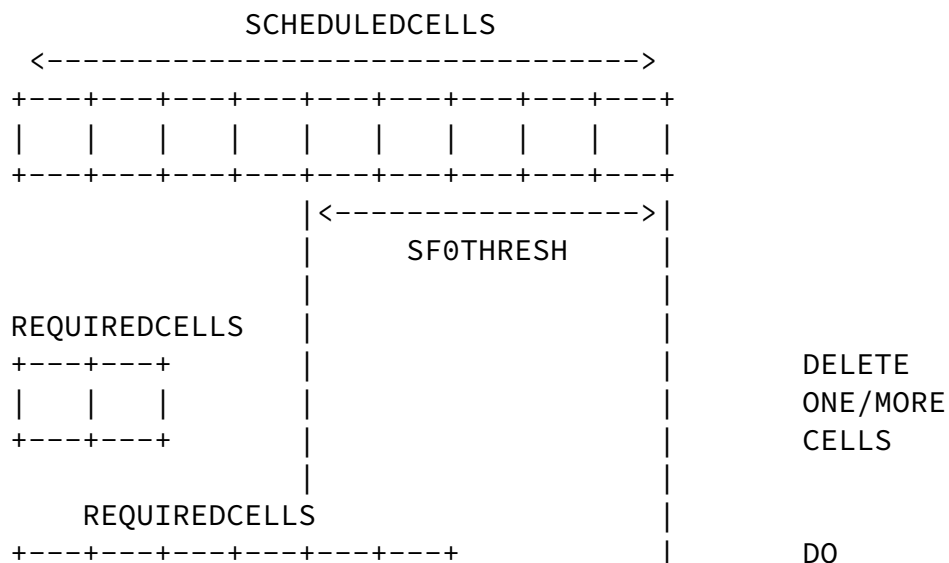 SCHEDULEDCELLS
<--------------------------------->
+---+---+---+---+---+---+---+---+---+
|   |   |   |   |   |   |   |   |   |
+---+---+---+---+---+---+---+---+---+
                |<----------------->|
                |     SF0THRESH     |
                |                   |
REQUIREDCELLS   |                   |
+---+---+       |                   |       DELETE
|   |   |       |                   |       ONE/MORE
+---+---+       |                   |       CELLS
                |                   |
    REQUIREDCELLS                   |
+---+---+---+---+---+---+           |       DO